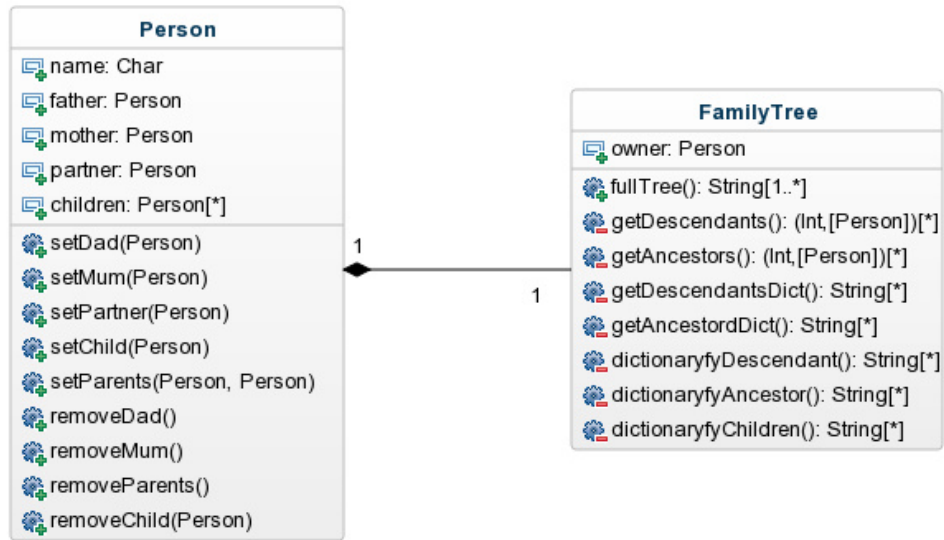 Person
name: Char
father: Person
mother: Person
partner: Person
children: Person[*]
setDad(Person)
setMum(Person)
setPartner(Person)
setChild(Person)
setParents(Person, Person)
removeDad()
removeMum()
removeParents()
removeChild(Person)
1
1
FamilyTree
owner: Person
fullTree(): String[1..*]
getDescendants(): (Int,[Person])[*]
getAncestors(): (Int,[Person])[*]
getDescendantsDict(): String[*]
getAncestordDict(): String[*]
dictionaryfyDescendant(): String[*]
dictionaryfyAncestor(): String[*]
dictionaryfyChildren(): String[*]